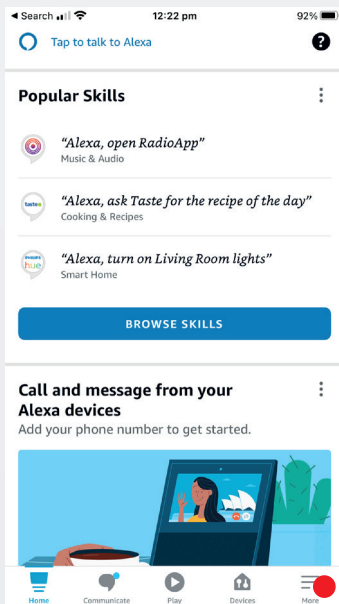 Search
12:22 pm
92%
Tap to talk to Alexa
?
Popular Skills
“Alexa, open RadioApp”
Music & Audio
taste
“Alexa, ask Taste for the recipe of the day”
Cooking & Recipes
PHILIPS
hue
“Alexa, turn on Living Room lights”
Smart Home
BROWSE SKILLS
Call and message from your
Alexa devices
Add your phone number to get started.
Home
Communicate
Play
Devices
More